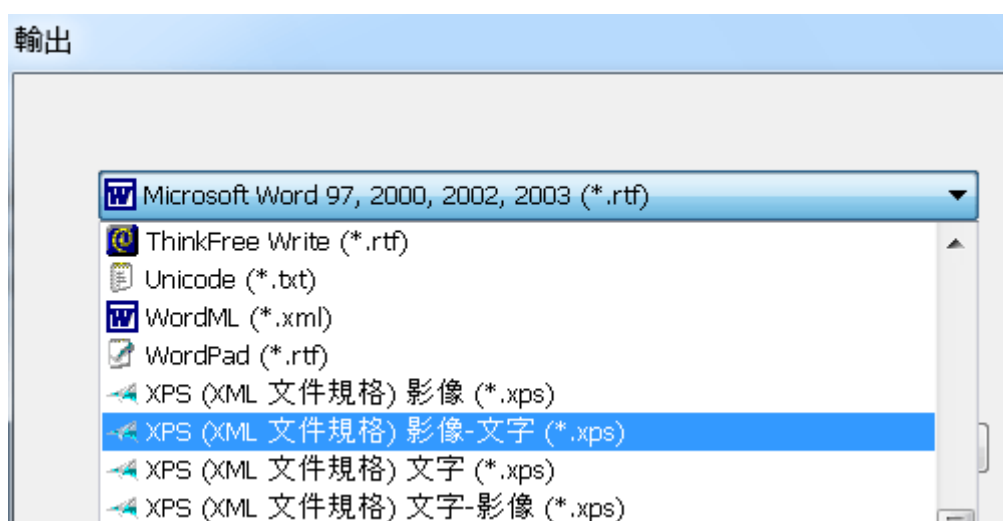 輸出
Microsoft Word 97, 2000, 2002, 2003 (*.rtf)
ThinkFree Write (*.rtf)
Unicode (*.txt)
WordML (*.xml)
WordPad (*.rtf)
XPS (XML 文件規格) 影像 (*.xps)
XPS (XML 文件規格) 影像-文字 (*.xps)
XPS (XML 文件規格) 文字 (*.xps)
XPS (XML 文件規格) 文字-影像 (*.xps)